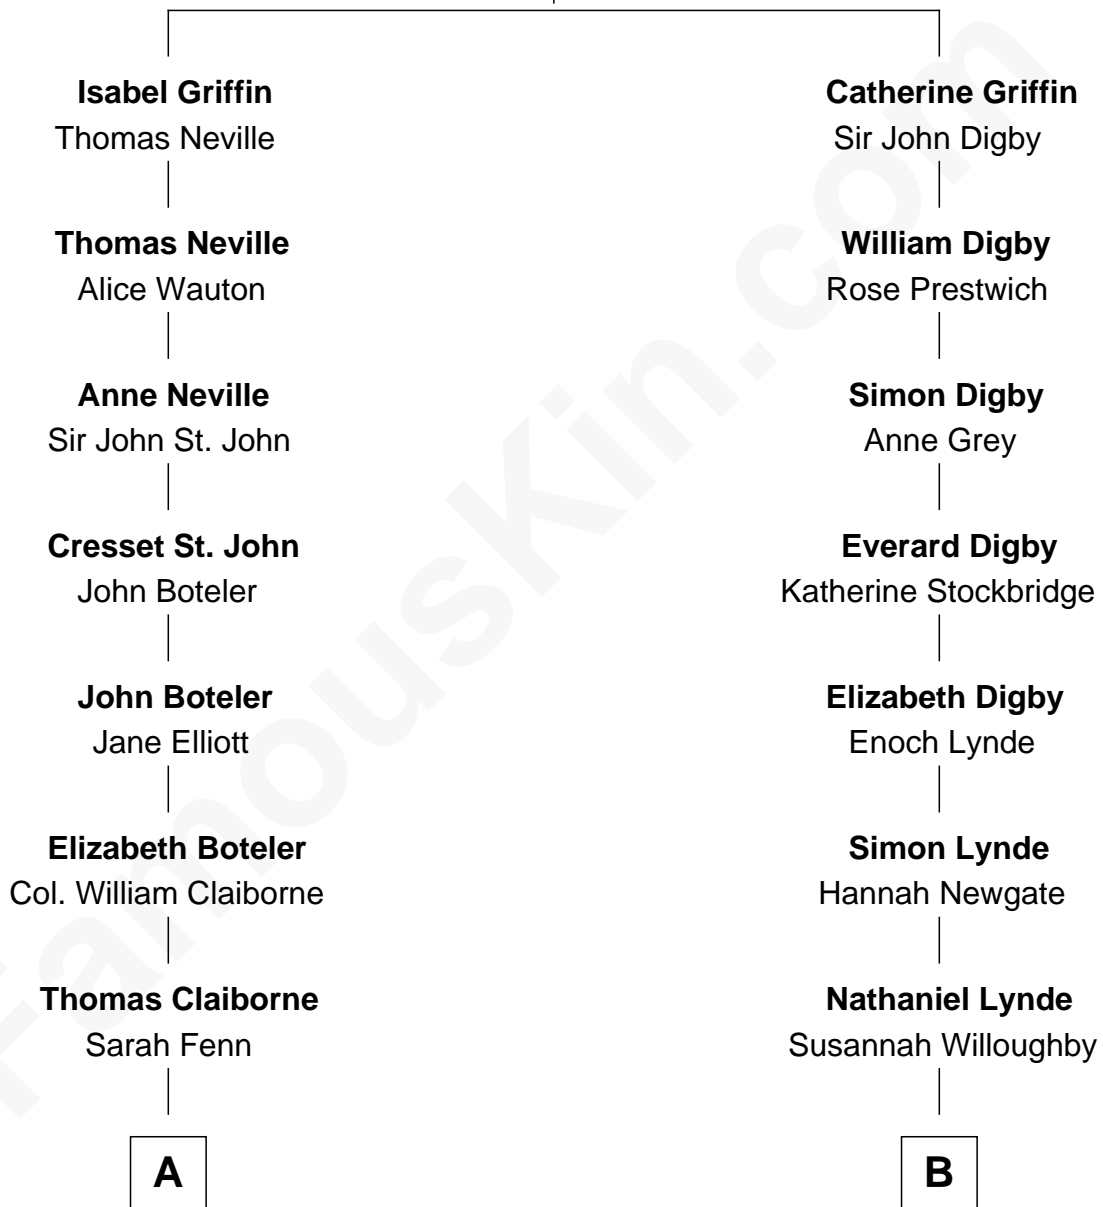 Isabel Griffin
Thomas Neville
Thomas Neville
Alice Wauton
Anne Neville
Sir John St. John
Cresset St. John
John Boteler
John Boteler
Jane Elliott
Elizabeth Boteler
Col. William Claiborne
Thomas Claiborne
Sarah Fenn
A
Catherine Griffin
Sir John Digby
William Digby
Rose Prestwich
Simon Digby
Anne Grey
Everard Digby
Katherine Stockbridge
Elizabeth Digby
Enoch Lynde
Simon Lynde
Hannah Newgate
Nathaniel Lynde
Susannah Willoughby
B
FamousKin.com